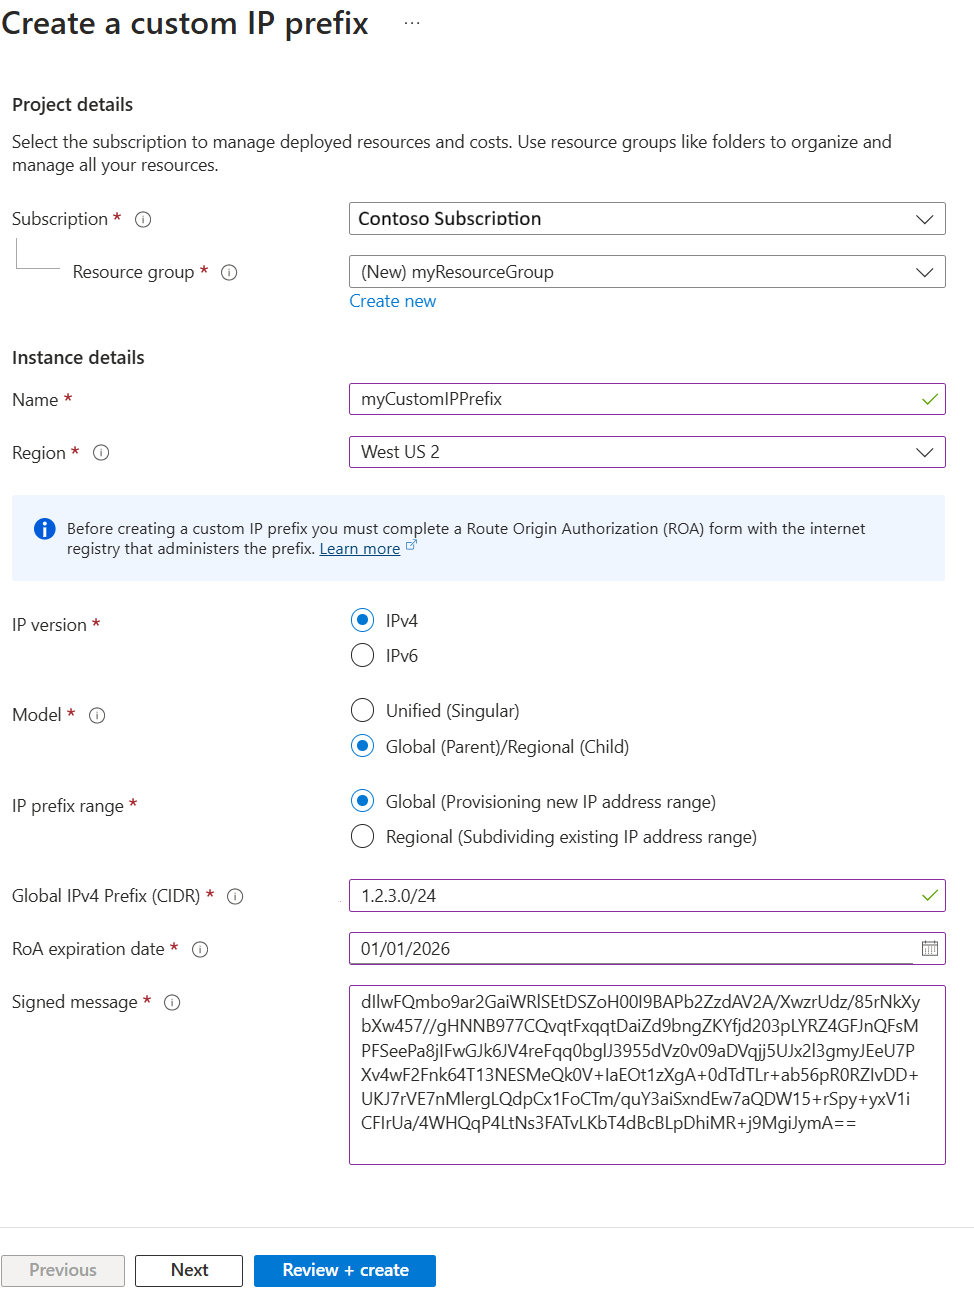 Create a custom IP prefix ...
Project details
Select the subscription to manage deployed resources and costs. Use resource groups like folders to organize and
manage all your resources.
Subscription *
Contoso Subscription
Resource group *
(New) myResourceGroup
Create new
Instance details
Name *
myCustomIPPrefix
Region *
West US 2
Before creating a custom IP prefix you must complete a Route Origin Authorization (ROA) form with the internet
registry that administers the prefix. Learn more
IP version *
IPv4
IPv6
Model *
Unified (Singular)
Global (Parent)/Regional (Child)
IP prefix range *
Global (Provisioning new IP address range)
Regional (Subdividing existing IP address range)
Global IPv4 Prefix (CIDR) *
1.2.3.0/24
RoA expiration date *
01/01/2026
Signed message *
dIlwFQmbo9ar2GaiWRlSEtDSZoH00I9BAPb2ZzdAV2A/XwzrUdz/85rNkXy
bXw457//gHNNB977CQvqtFxqqtDaiZd9bngZKYfjd203pLYRZ4GFJnQFsM
PFSeePa8jIFwGJk6JV4reFqq0bglJ3955dVz0v09aDVqjj5UJx2l3gmyJEeU7P
Xv4wF2Fnk64T13NESMeQk0V+IaEOt1zXgA+0dTdTLr+ab56pR0RZIvDD+
UKJ7rVE7nMIergLQdpCx1FoCTm/quY3aiSxndEw7aQDW15+rSpy+yxV1i
CFIrUa/4WHQqP4LtNs3FATvLKbT4dBcBLpDhiMR+j9MgiJymA==
Previous
Next
Review + create